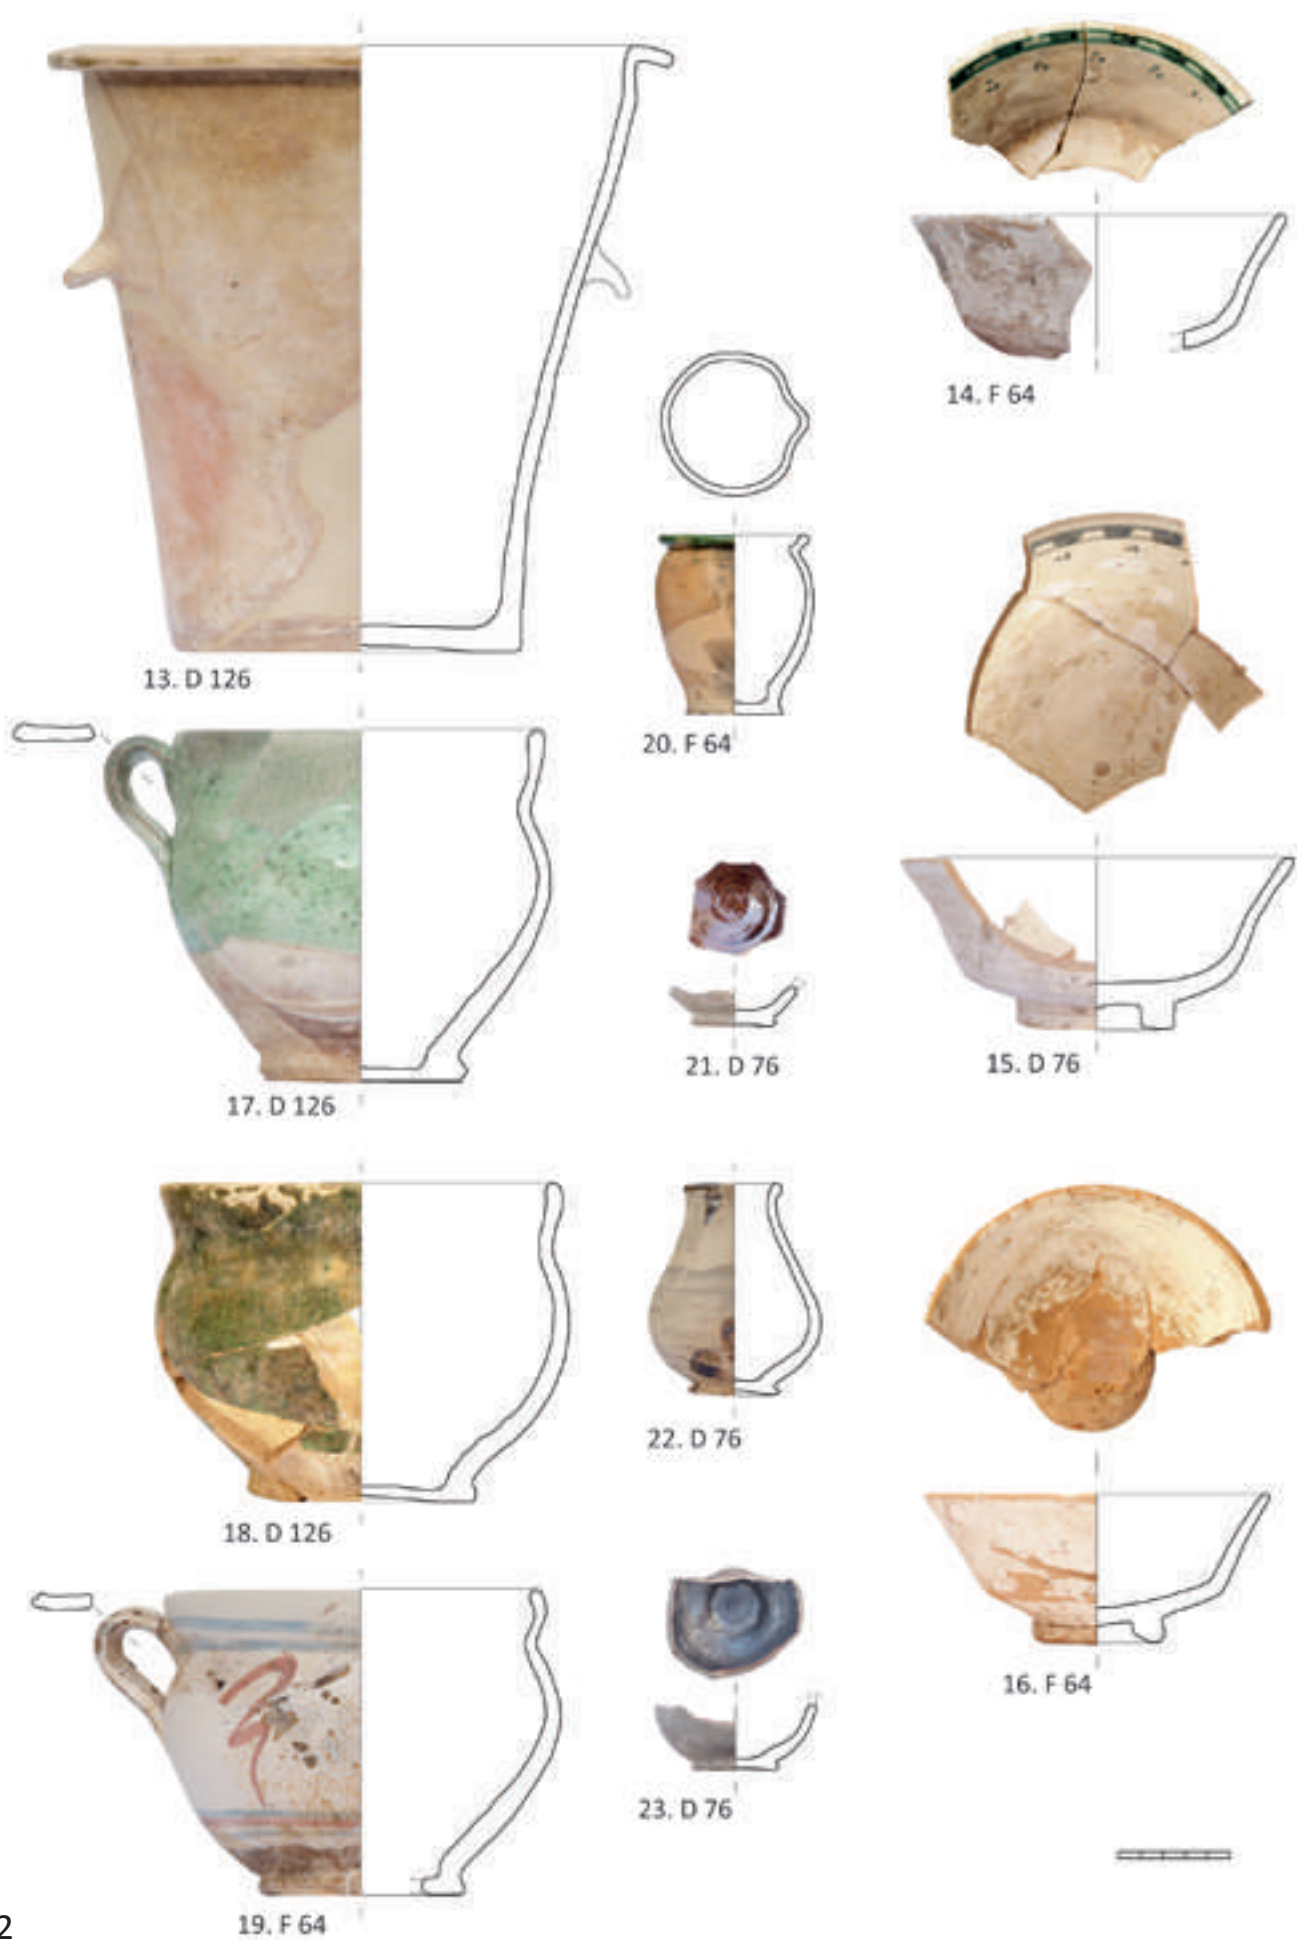 14. F 64
13. D 126
20. F 64
21. D 76
15. D 76
17. D 126
22. D 76
18. D 126
16. F 64
23. D 76
19. F 64
2